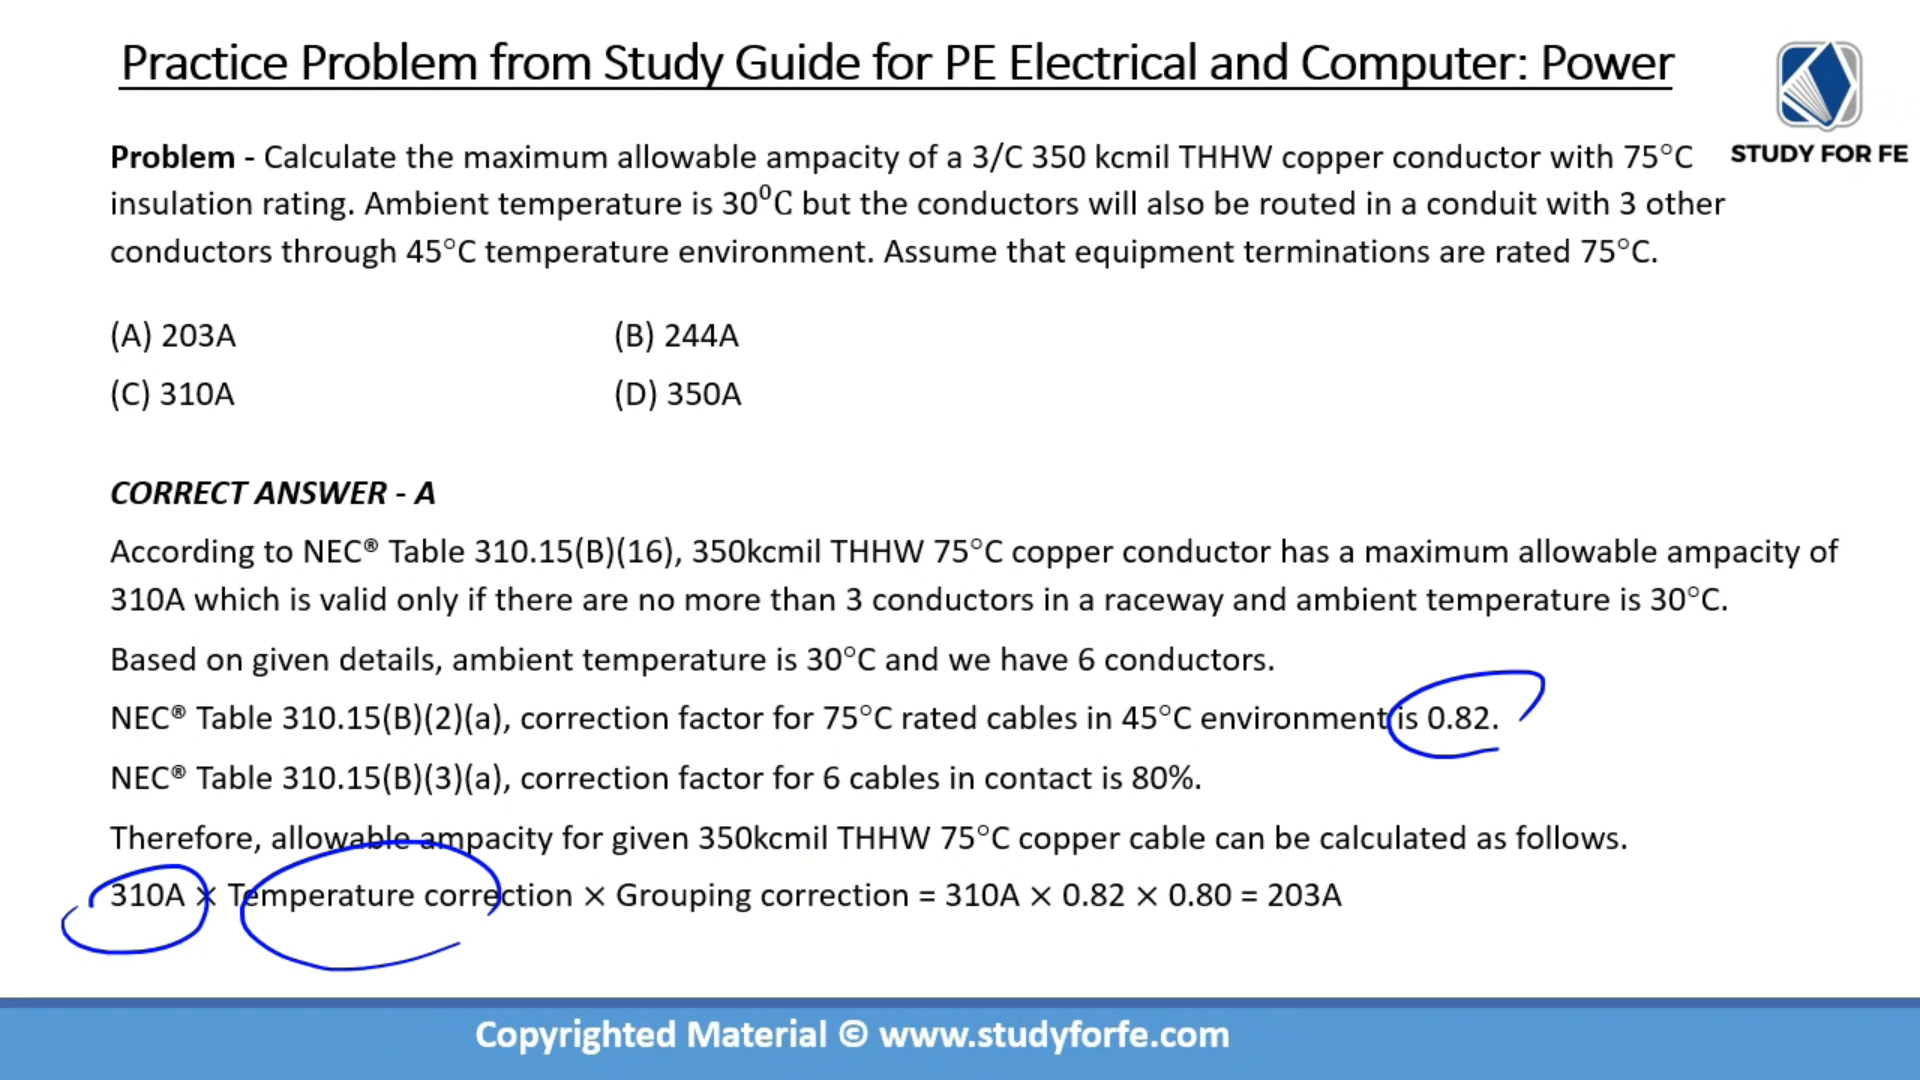 Practice Problem from Study Guide for PE Electrical and Computer: Power
STUDY FOR FE
Problem - Calculate the maximum allowable ampacity of a 3/C 350 kcmil THHW copper conductor with 75°C
insulation rating. Ambient temperature is 30⁰C but the conductors will also be routed in a conduit with 3 other
conductors through 45°C temperature environment. Assume that equipment terminations are rated 75°C.
(A) 203A (B) 244A
(C) 310A (D) 350A
CORRECT ANSWER - A
According to NEC® Table 310.15(B)(16), 350kcmil THHW 75°C copper conductor has a maximum allowable ampacity of
310A which is valid only if there are no more than 3 conductors in a raceway and ambient temperature is 30°C.
Based on given details, ambient temperature is 30°C and we have 6 conductors.
NEC® Table 310.15(B)(2)(a), correction factor for 75°C rated cables in 45°C environment is 0.82.
NEC® Table 310.15(B)(3)(a), correction factor for 6 cables in contact is 80%.
Therefore, allowable ampacity for given 350kcmil THHW 75°C copper cable can be calculated as follows.
310A × Temperature correction × Grouping correction = 310A × 0.82 × 0.80 = 203A
Copyrighted Material © www.studyforfe.com